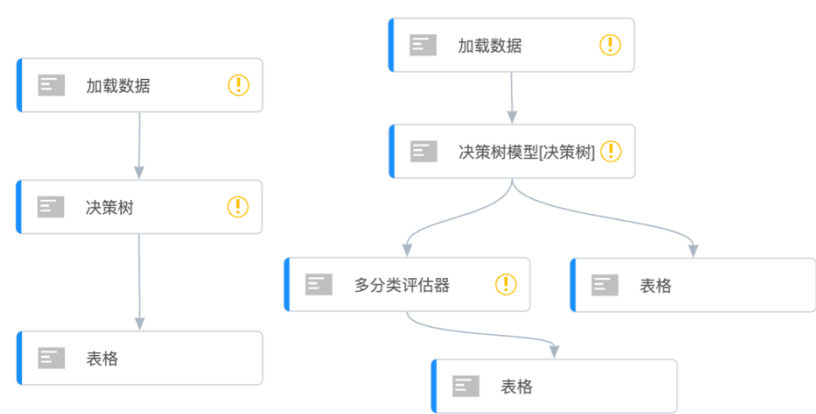 加载数据
决策树
表格
加载数据
决策树模型[决策树]
多分类评估器
表格
表格